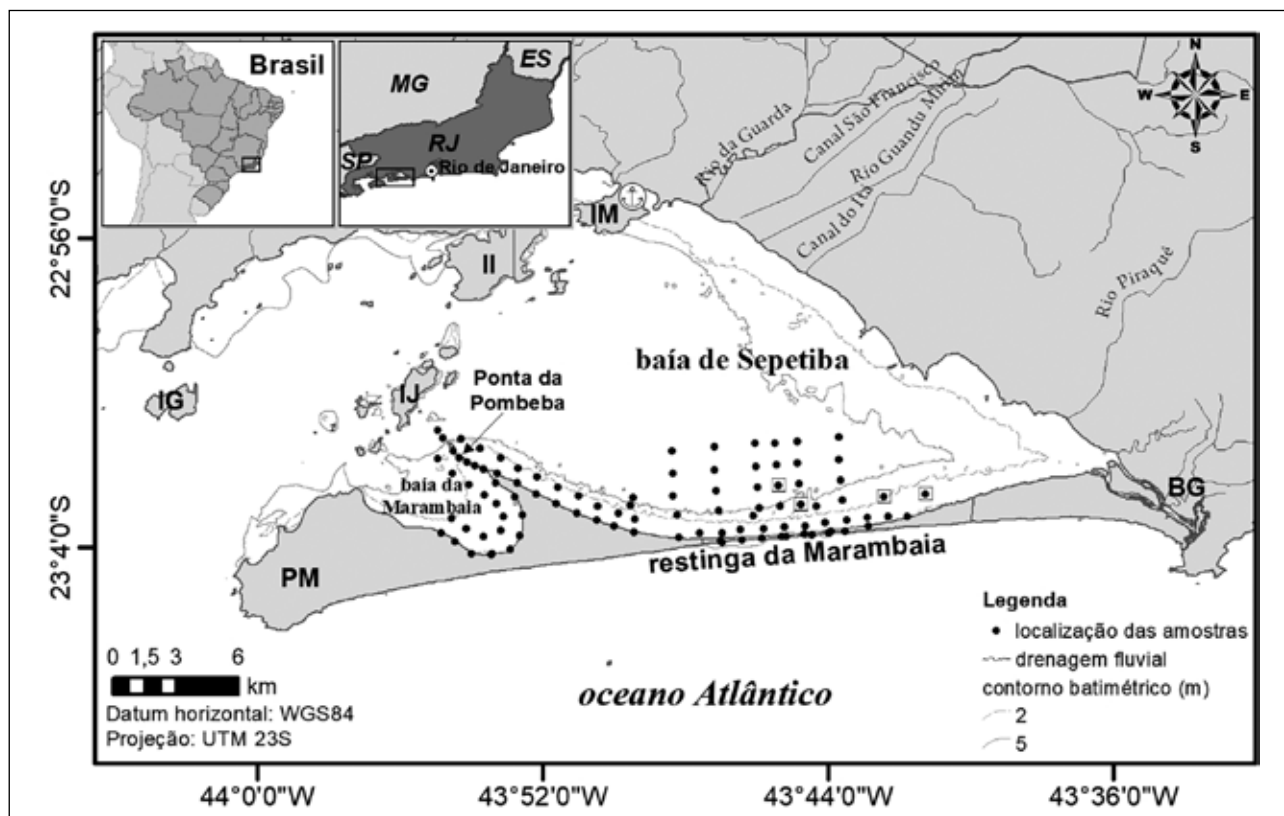 Brasil
ES
MG
RJ
SP
Rio de Janeiro
N
W
E
S
Rio da Guarda
Canal São Francisco
Rio Guandu Mirim
Canal do Itá
Rio Piraquê
IM
II
22°56'0"S
baía de Sepetiba
IG
IJ
Ponta da
Pombeba
baía da
Marambaia
BG
23°4'0"S
restinga da Marambaia
PM
Legenda
localização das amostras
drenagem fluvial
contorno batimétrico (m)
2
5
0 1,5 3 6
km
Datum horizontal: WGS84
Projeção: UTM 23S
oceano Atlântico
44°0'0"W
43°52'0"W
43°44'0"W
43°36'0"W